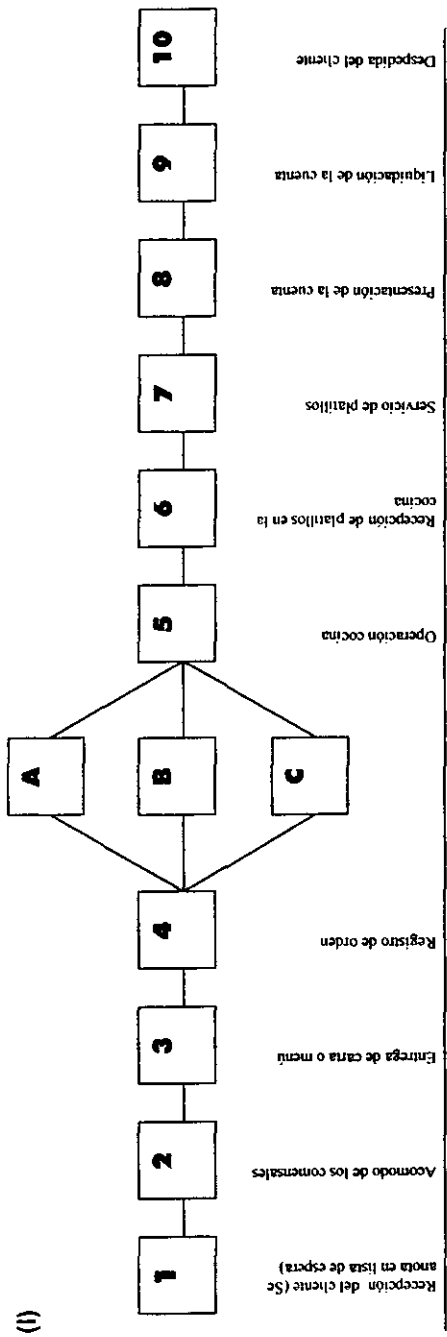 (I)
1
2
3
4
A
B
C
5
6
7
8
9
10
Recepción del cliente (Se
anota en lista de espera)
Acomodo de los comensales
Entrega de carta o menú
Registro de orden
Operación cocina
Recepción de platillos en la
cocina
Servicio de platillos
Presentación de la cuenta
Liquidación de la cuenta
Despedida del cliente